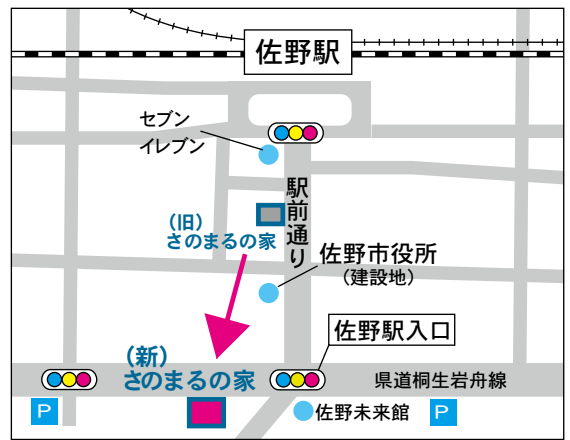 佐野駅
セブン
イレブン
駅前通り
(旧)
さのまるの家
佐野市役所
(建設地)
佐野駅入口
(新)
さのまるの家
県道桐生岩舟線
P
佐野未来館
P